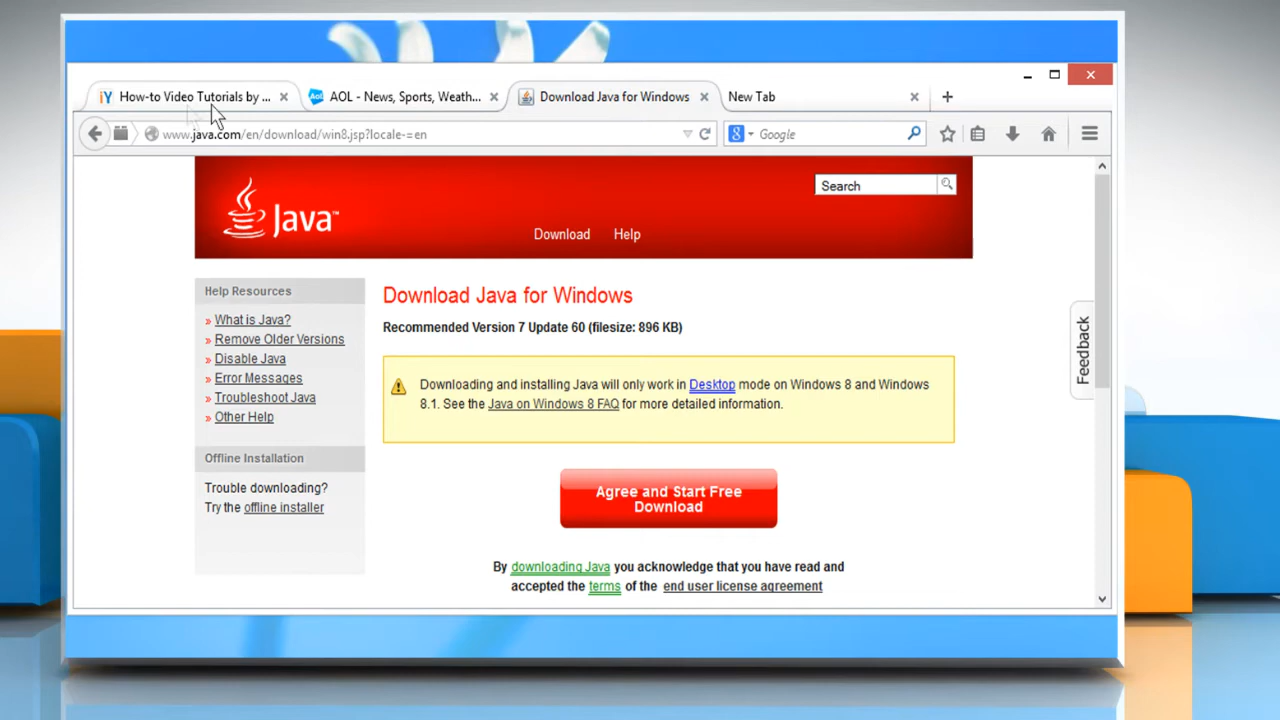 iY How-to Video Tutorials by ... Aol AOL - News, Sports, Weath... Download Java for Windows New Tab
www.java.com/en/download/win8.jsp?locale-=en 8 Google
Java™
Search
Download Help
Help Resources
» What is Java?
» Remove Older Versions
» Disable Java
» Error Messages
» Troubleshoot Java
» Other Help
Offline Installation
Trouble downloading?
Try the offline installer
Download Java for Windows
Recommended Version 7 Update 60 (filesize: 896 KB)
Downloading and installing Java will only work in Desktop mode on Windows 8 and Windows
8.1. See the Java on Windows 8 FAQ for more detailed information.
Agree and Start Free
Download
By downloading Java you acknowledge that you have read and
accepted the terms of the end user license agreement
Feedback